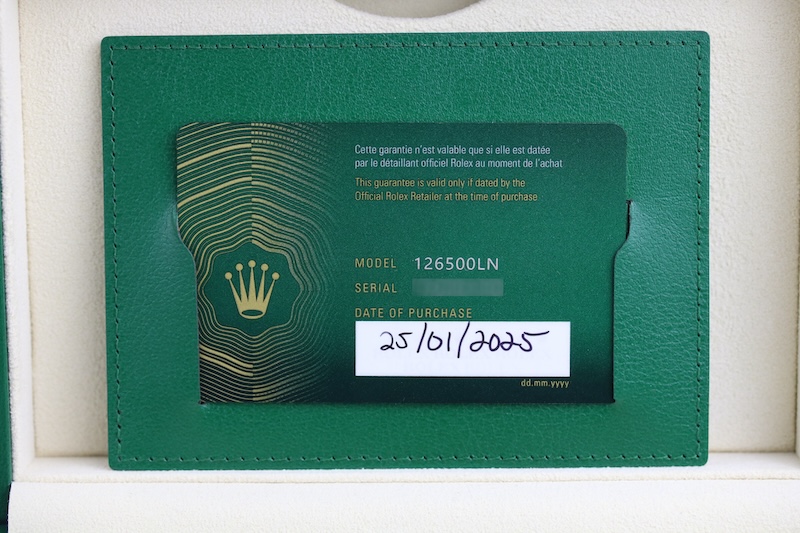 Cette garantie n'est valable que si elle est datée
par le détaillant officiel Rolex au moment de l'achat
This guarantee is valid only if dated by the
Official Rolex Retailer at the time of purchase
MODEL 126500LN
SERIAL
DATE OF PURCHASE
25/01/2025
dd.mm.yyyy